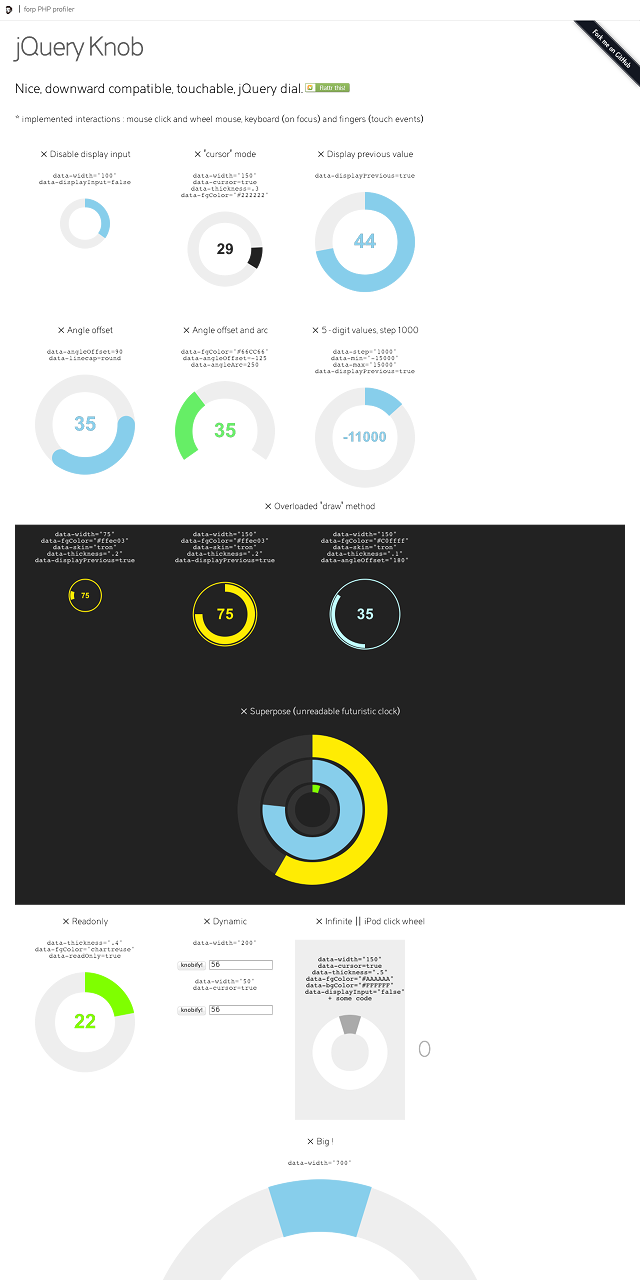 forp PHP profiler
Fork me on GitHub
jQuery Knob
Nice, downward compatible, touchable, jQuery dial. Flattr this!
* implemented interactions : mouse click and wheel mouse, keyboard (on focus) and fingers (touch events)
× Disable display input
data-width="100"
data-displayInput=false
× "cursor" mode
data-width="150"
data-cursor=true
data-thickness=.3
data-fgColor="#222222"
29
× Display previous value
data-displayPrevious=true
44
× Angle offset
data-angleOffset=90
data-linecap=round
35
× Angle offset and arc
data-fgColor="#66CC66"
data-angleOffset=-125
data-angleArc=250
35
× 5-digit values, step 1000
data-step="1000"
data-min="-15000"
data-max="15000"
data-displayPrevious=true
-11000
× Overloaded "draw" method
data-width="75"
data-fgColor="#ffec03"
data-skin="tron"
data-thickness=".2"
data-displayPrevious=true
75
data-width="150"
data-fgColor="#ffec03"
data-skin="tron"
data-thickness=".2"
data-displayPrevious=true
75
data-width="150"
data-fgColor="#C0ffff"
data-skin="tron"
data-thickness=".1"
data-angleOffset="180"
35
× Superpose (unreadable futuristic clock)
× Readonly
data-thickness=".4"
data-fgColor="chartreuse"
data-readOnly=true
22
× Dynamic
data-width="200"
knobify! 56
data-width="50"
data-cursor=true
knobify! 56
× Infinite || iPod click wheel
data-width="150"
data-cursor=true
data-thickness=".5"
data-fgColor="#AAAAAA"
data-bgColor="#FFFFFF"
data-displayInput="false"
+ some code
0
× Big !
data-width="700"